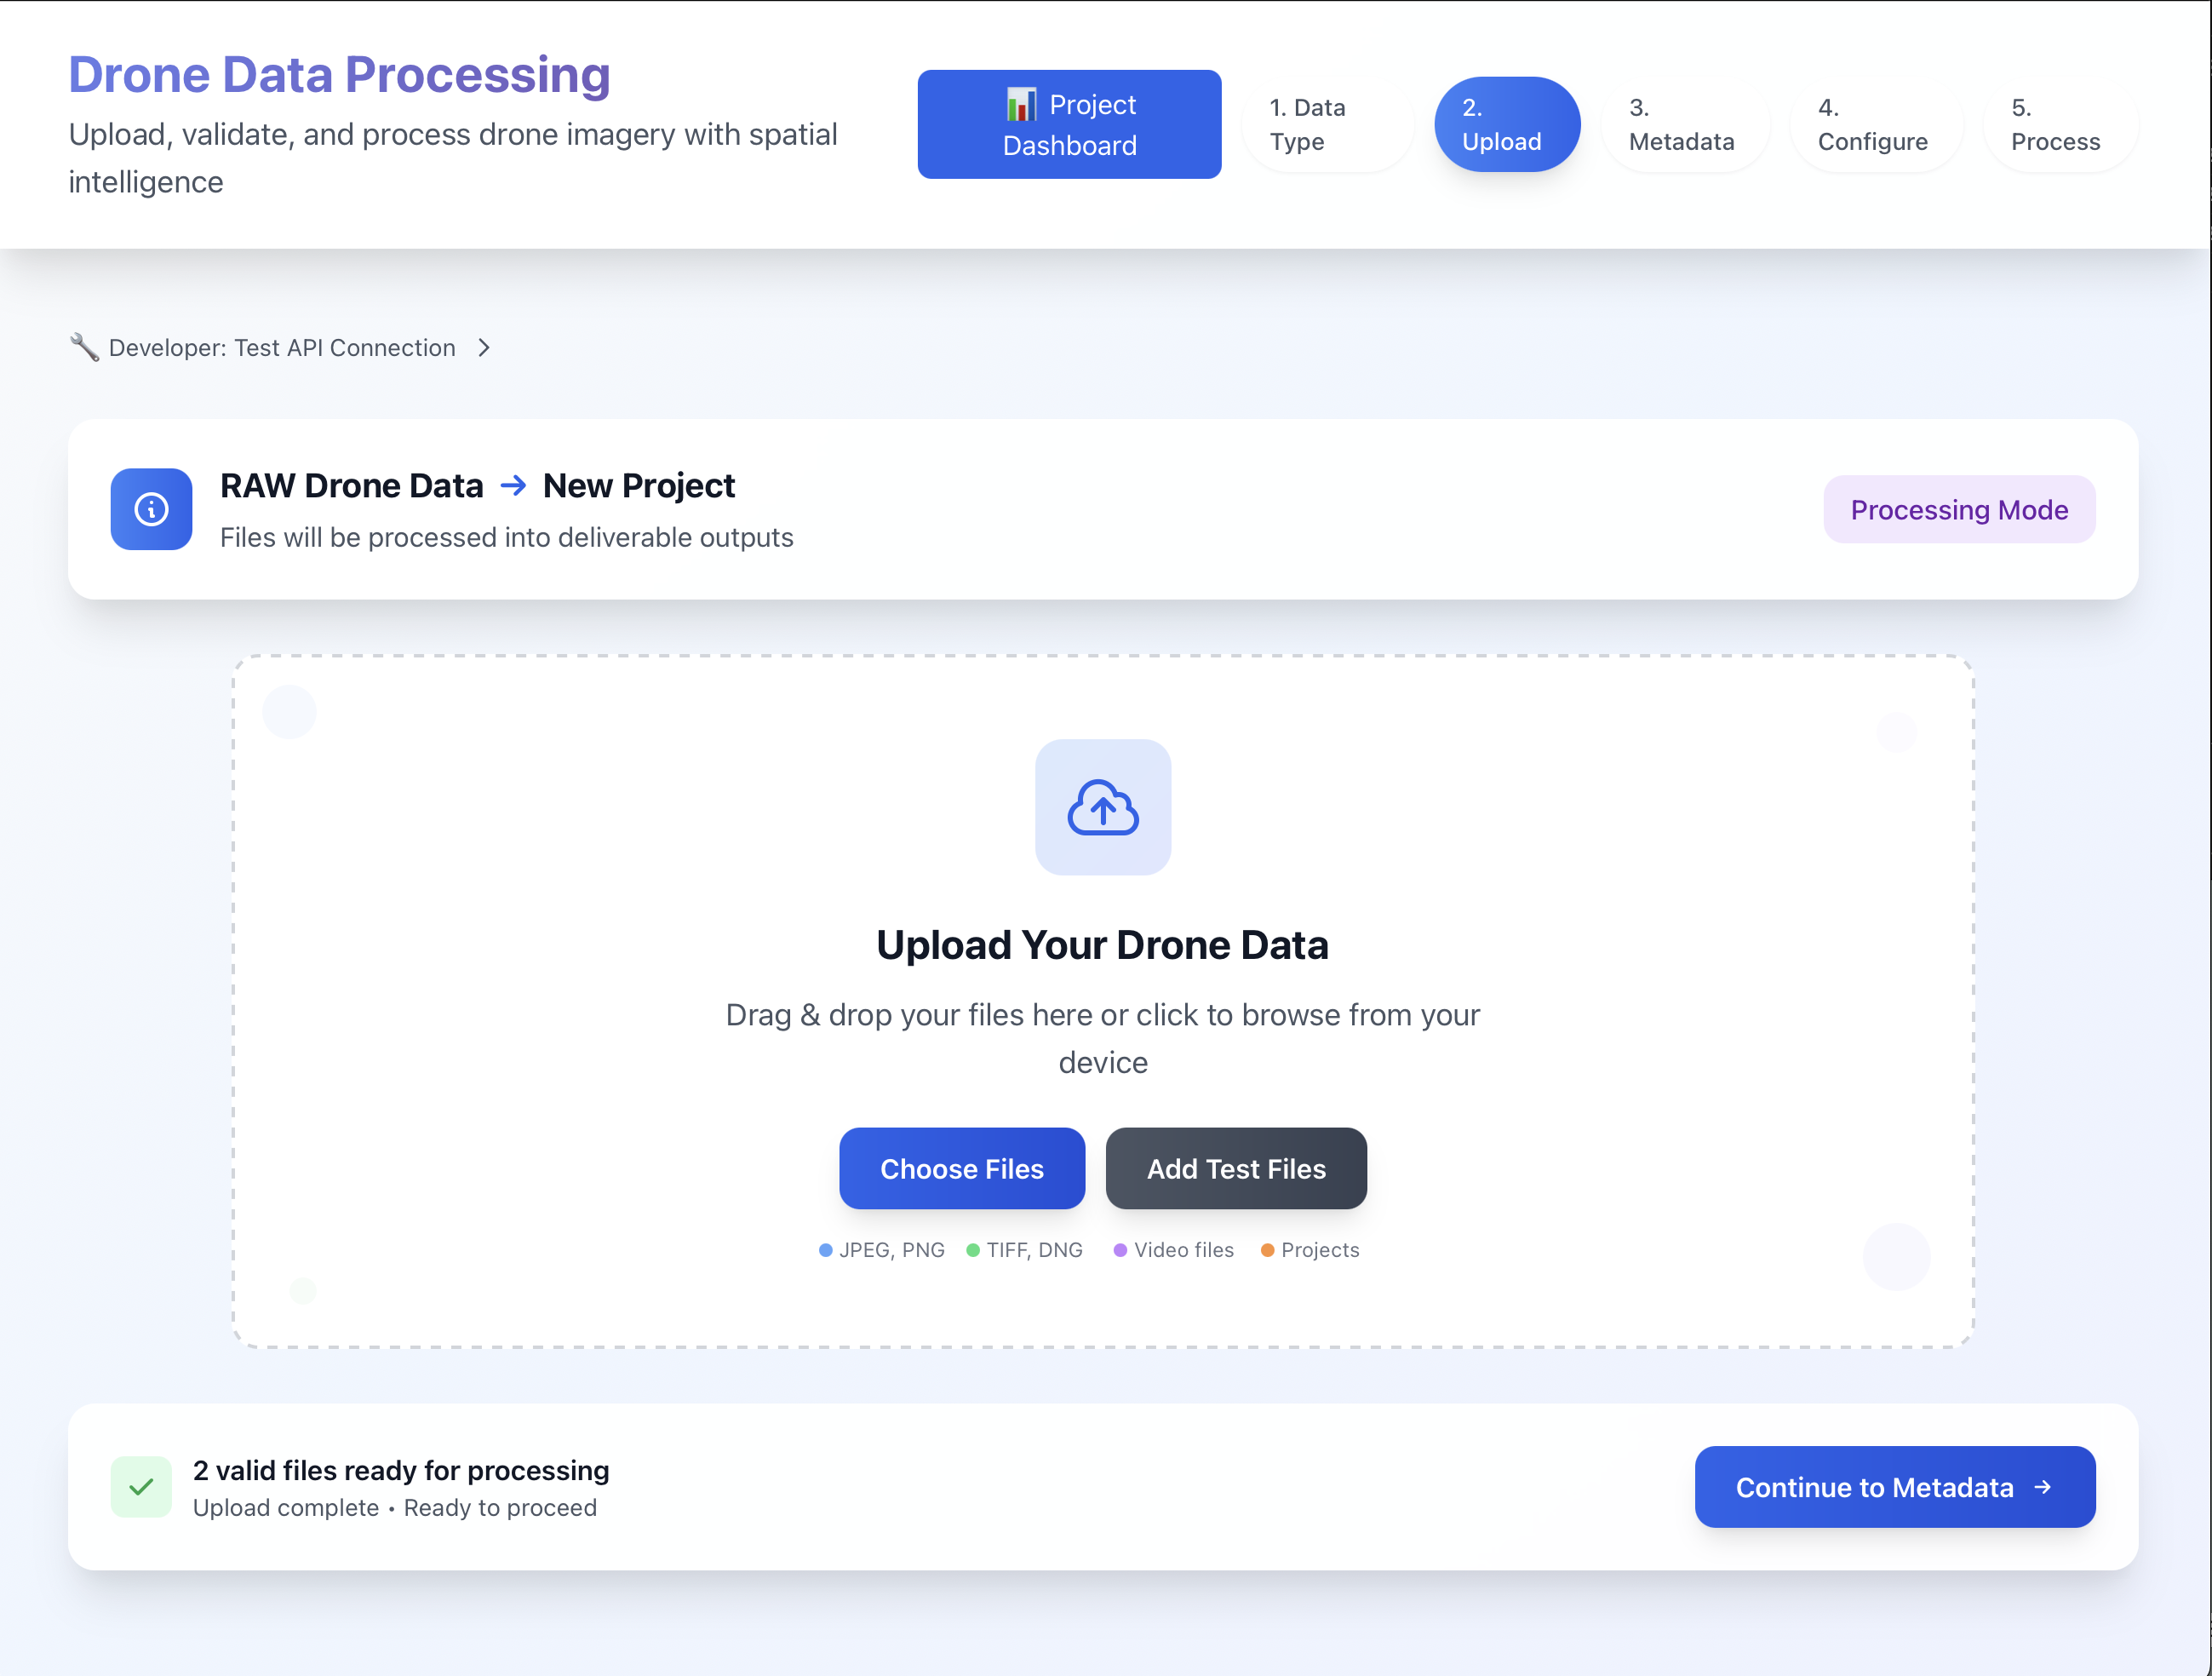 Drone Data Processing
Upload, validate, and process drone imagery with spatial
intelligence
📊 Project
Dashboard
1. Data
Type
2.
Upload
3.
Metadata
4.
Configure
5.
Process
🔧 Developer: Test API Connection
RAW Drone Data → New Project
Files will be processed into deliverable outputs
Processing Mode
Upload Your Drone Data
Drag & drop your files here or click to browse from your
device
Choose Files
Add Test Files
JPEG, PNG
TIFF, DNG
Video files
Projects
2 valid files ready for processing
Upload complete • Ready to proceed
Continue to Metadata →